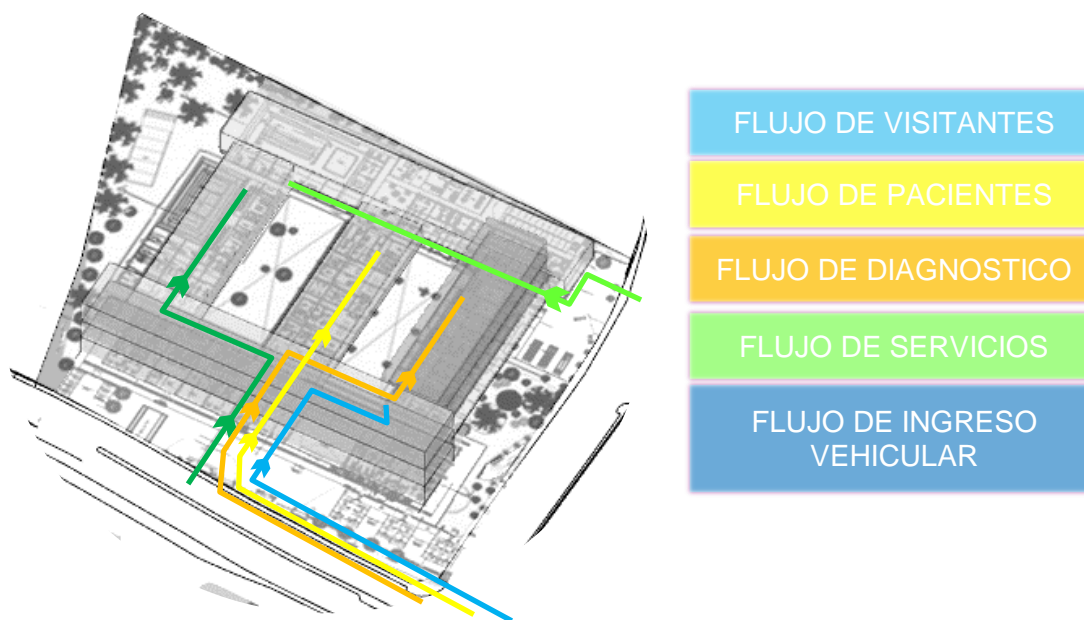 FLUJO DE VISITANTES
FLUJO DE PACIENTES
FLUJO DE DIAGNOSTICO
FLUJO DE SERVICIOS
FLUJO DE INGRESO
VEHICULAR